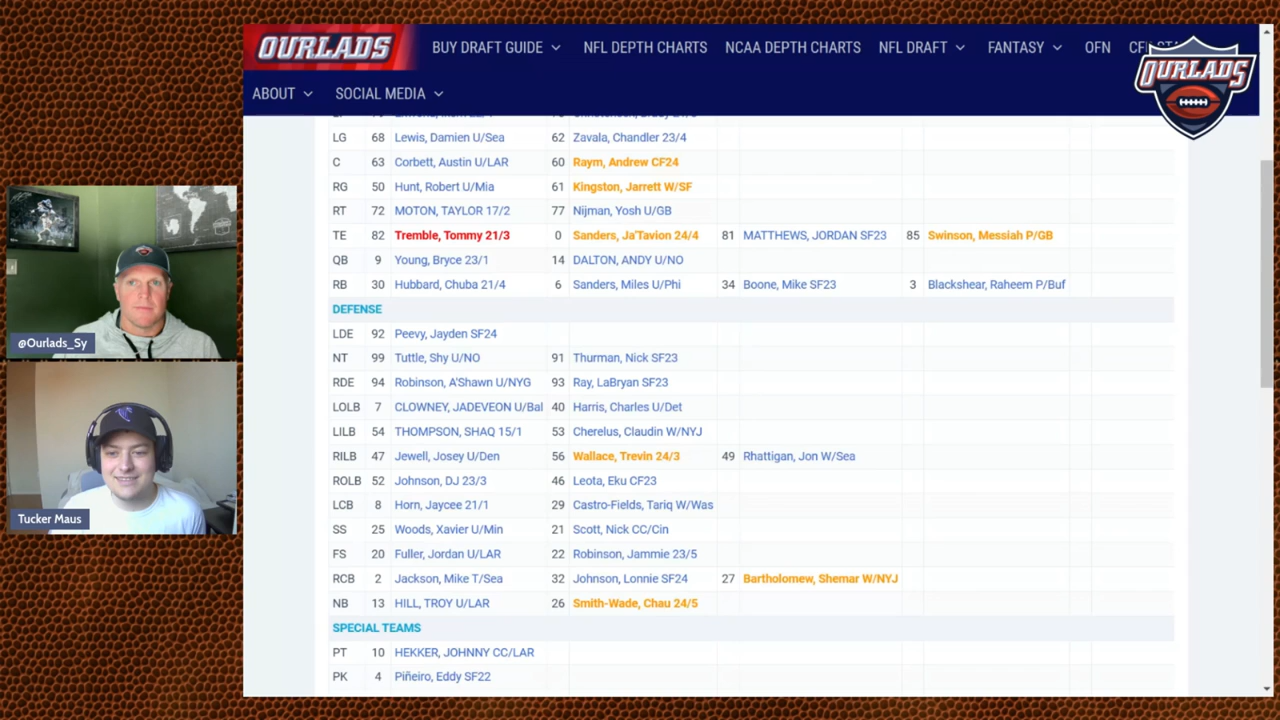 OURLADS BUY DRAFT GUIDE NFL DEPTH CHARTS NCAA DEPTH CHARTS NFL DRAFT FANTASY OFN
ABOUT SOCIAL MEDIA
OURLADS
LG 68 Lewis, Damien U/Sea 62 Zavala, Chandler 23/4
C 63 Corbett, Austin U/LAR 60 Raym, Andrew CF24
RG 50 Hunt, Robert U/Mia 61 Kingston, Jarrett W/SF
RT 72 MOTON, TAYLOR 17/2 77 Nijman, Yosh U/GB
TE 82 Tremble, Tommy 21/3 0 Sanders, Ja'Tavion 24/4 81 MATTHEWS, JORDAN SF23 85 Swinson, Messiah P/GB
QB 9 Young, Bryce 23/1 14 DALTON, ANDY U/NO
RB 30 Hubbard, Chuba 21/4 6 Sanders, Miles U/Phi 34 Boone, Mike SF23 3 Blackshear, Raheem P/Buf
DEFENSE
LDE 92 Peevy, Jayden SF24
NT 99 Tuttle, Shy U/NO 91 Thurman, Nick SF23
RDE 94 Robinson, A'Shawn U/NYG 93 Ray, LaBryan SF23
LOLB 7 CLOWNEY, JADEVEON U/Bal 40 Harris, Charles U/Det
LILB 54 THOMPSON, SHAQ 15/1 53 Cherelus, Claudin W/NYJ
RILB 47 Jewell, Josey U/Den 56 Wallace, Trevin 24/3 49 Rhattigan, Jon W/Sea
ROLB 52 Johnson, DJ 23/3 46 Leota, Eku CF23
LCB 8 Horn, Jaycee 21/1 29 Castro-Fields, Tariq W/Was
SS 25 Woods, Xavier U/Min 21 Scott, Nick CC/Cin
FS 20 Fuller, Jordan U/LAR 22 Robinson, Jammie 23/5
RCB 2 Jackson, Mike T/Sea 32 Johnson, Lonnie SF24 27 Bartholomew, Shemar W/NYJ
NB 13 HILL, TROY U/LAR 26 Smith-Wade, Chau 24/5
SPECIAL TEAMS
PT 10 HEKKER, JOHNNY CC/LAR
PK 4 Piñeiro, Eddy SF22
@Ourlads_Sy
Tucker Maus